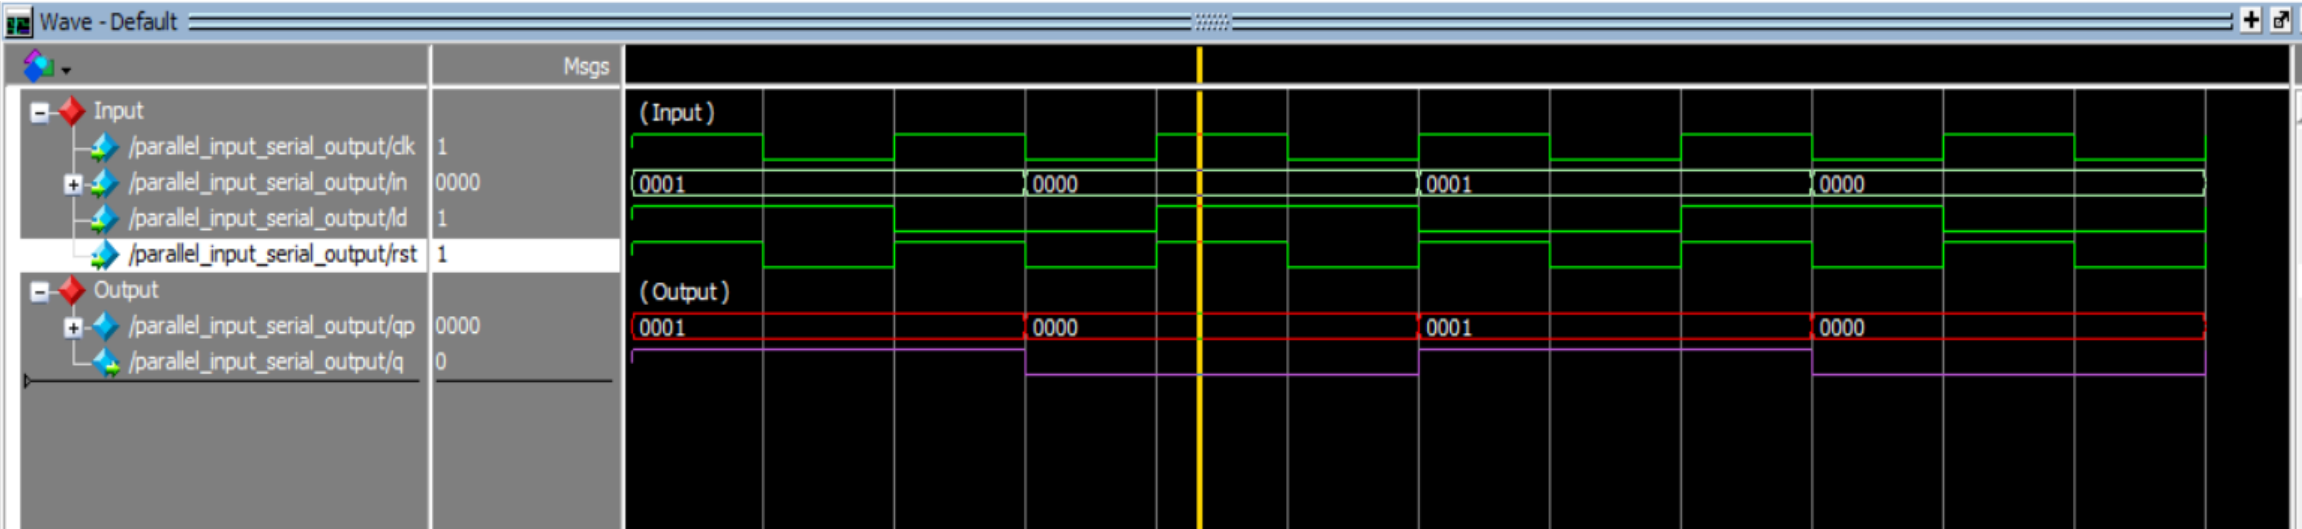 Wave - Default
Msgs
Input
(Input)
/parallel_input_serial_output/clk 1
/parallel_input_serial_output/in 0000 0001 0000 0001 0000
/parallel_input_serial_output/ld 1
/parallel_input_serial_output/rst 1
Output
(Output)
/parallel_input_serial_output/qp 0000 0001 0000 0001 0000
/parallel_input_serial_output/q 0